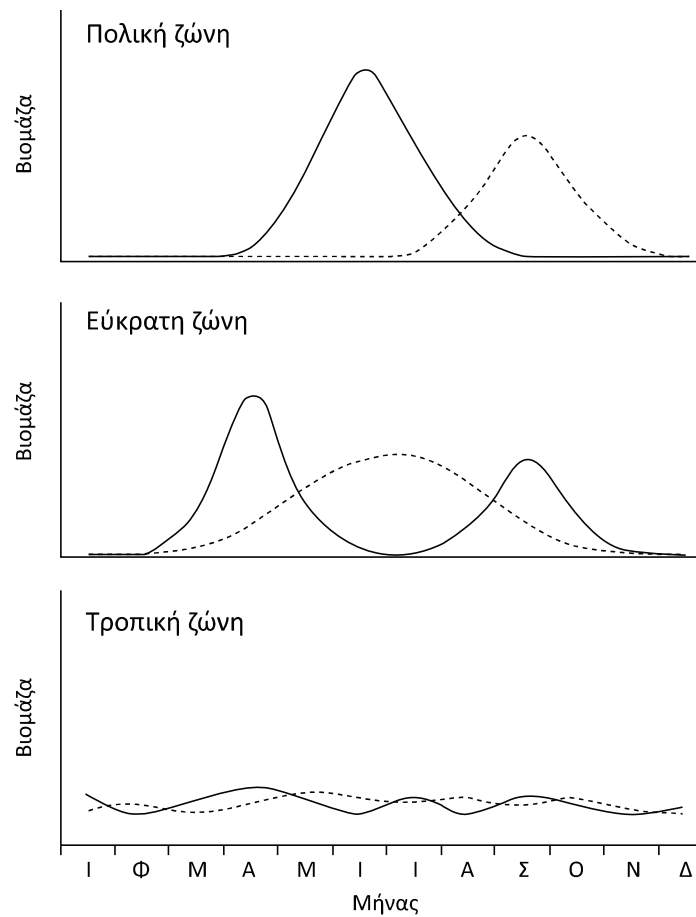 Πολική ζώνη
Βιομάζα
Εύκρατη ζώνη
Βιομάζα
Τροπική ζώνη
Βιομάζα
Ι Φ Μ Α Μ Ι Ι Α Σ Ο Ν Δ
Μήνας